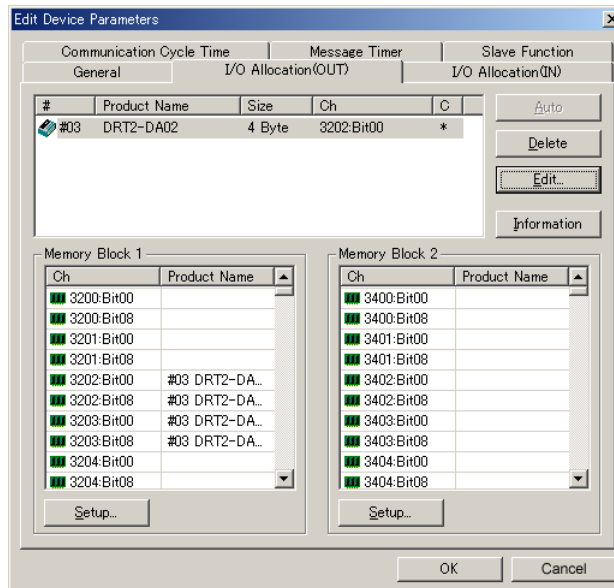 Edit Device Parameters
Communication Cycle Time Message Timer Slave Function
General I/O Allocation(OUT) I/O Allocation(IN)
# Product Name Size Ch C
#03 DRT2-DA02 4 Byte 3202:Bit00 *
Auto
Delete
Edit...
Information
Memory Block 1
Ch Product Name
3200:Bit00
3200:Bit08
3201:Bit00
3201:Bit08
3202:Bit00 #03 DRT2-DA...
3202:Bit08 #03 DRT2-DA...
3203:Bit00 #03 DRT2-DA...
3203:Bit08 #03 DRT2-DA...
3204:Bit00
3204:Bit08
Setup...
Memory Block 2
Ch Product Name
3400:Bit00
3400:Bit08
3401:Bit00
3401:Bit08
3402:Bit00
3402:Bit08
3403:Bit00
3403:Bit08
3404:Bit00
3404:Bit08
Setup...
OK Cancel